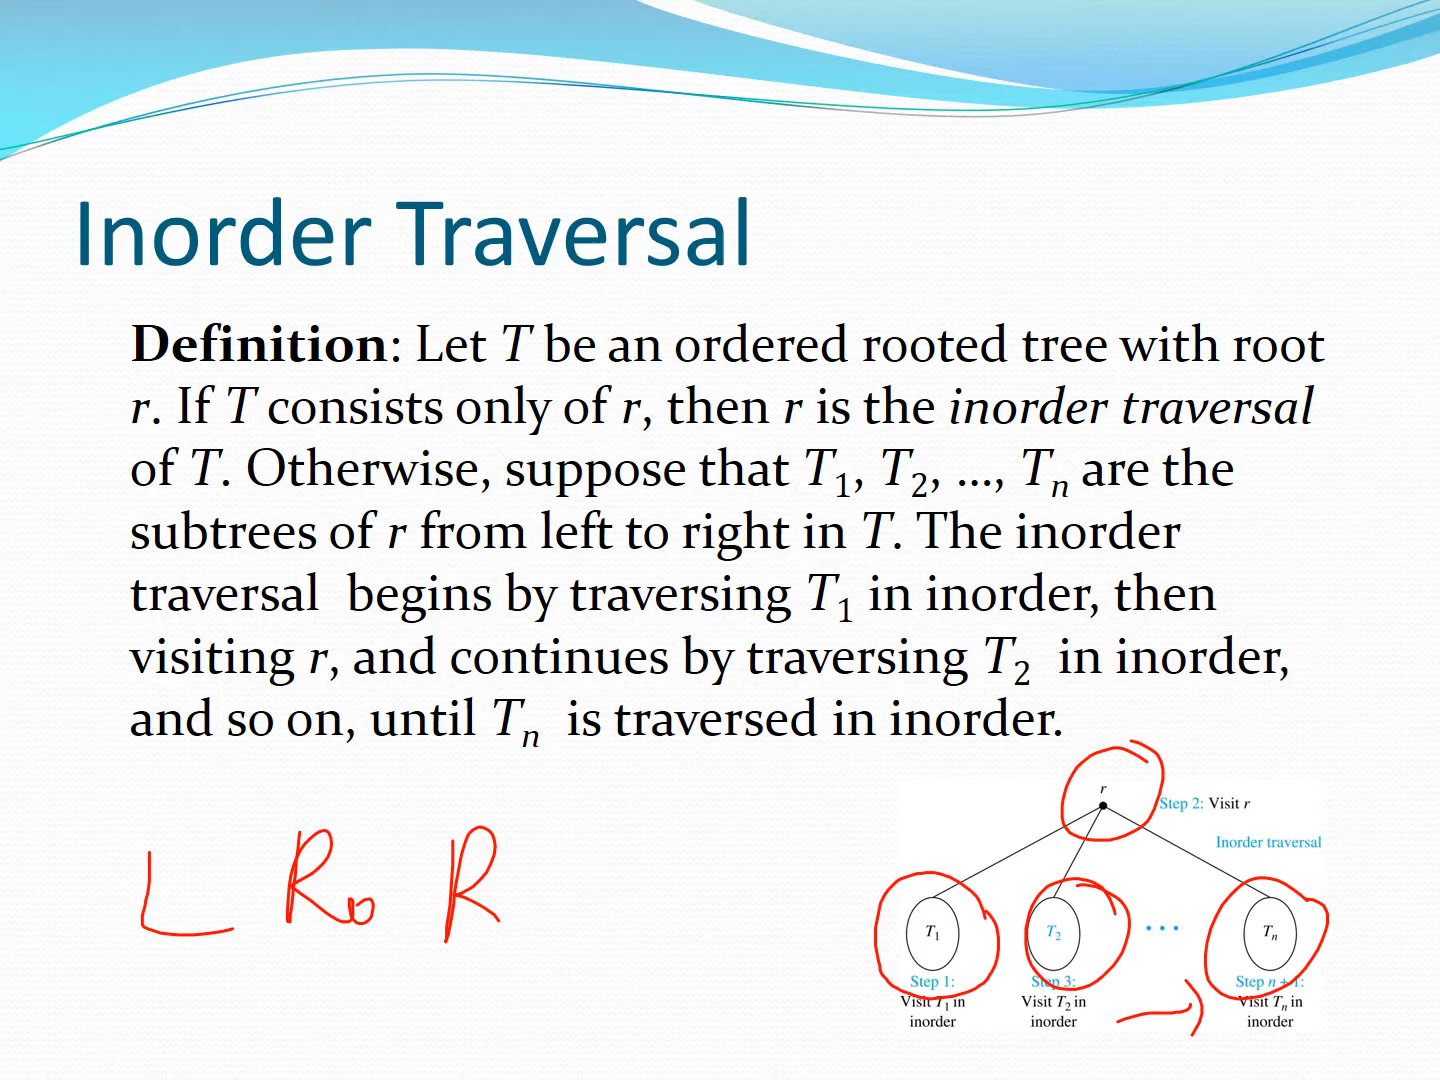 Inorder Traversal
Definition: Let T be an ordered rooted tree with root
r. If T consists only of r, then r is the inorder traversal
of T. Otherwise, suppose that T₁, T₂, …, Tₙ are the
subtrees of r from left to right in T. The inorder
traversal begins by traversing T₁ in inorder, then
visiting r, and continues by traversing T₂ in inorder,
and so on, until Tₙ is traversed in inorder.
r
Step 2: Visit r
Inorder traversal
L Ro R
T₁ T₂ ... Tₙ
Step 1: Step 3: Step n + 1:
Visit T₁ in Visit T₂ in Visit Tₙ in
inorder inorder inorder